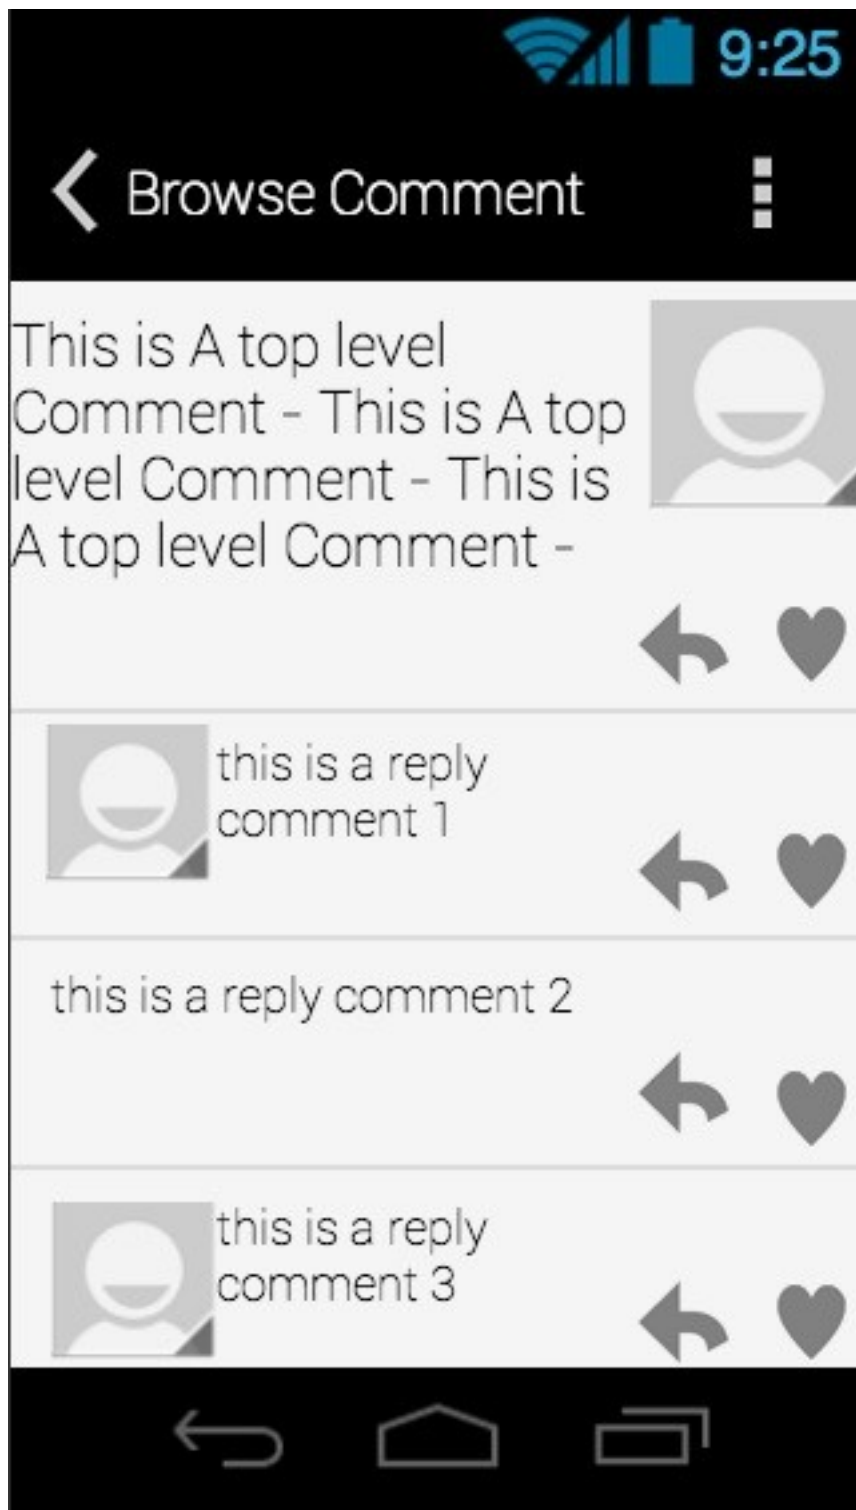 9:25
Browse Comment
This is A top level
Comment - This is A top
level Comment - This is
A top level Comment -
this is a reply
comment 1
this is a reply comment 2
this is a reply
comment 3